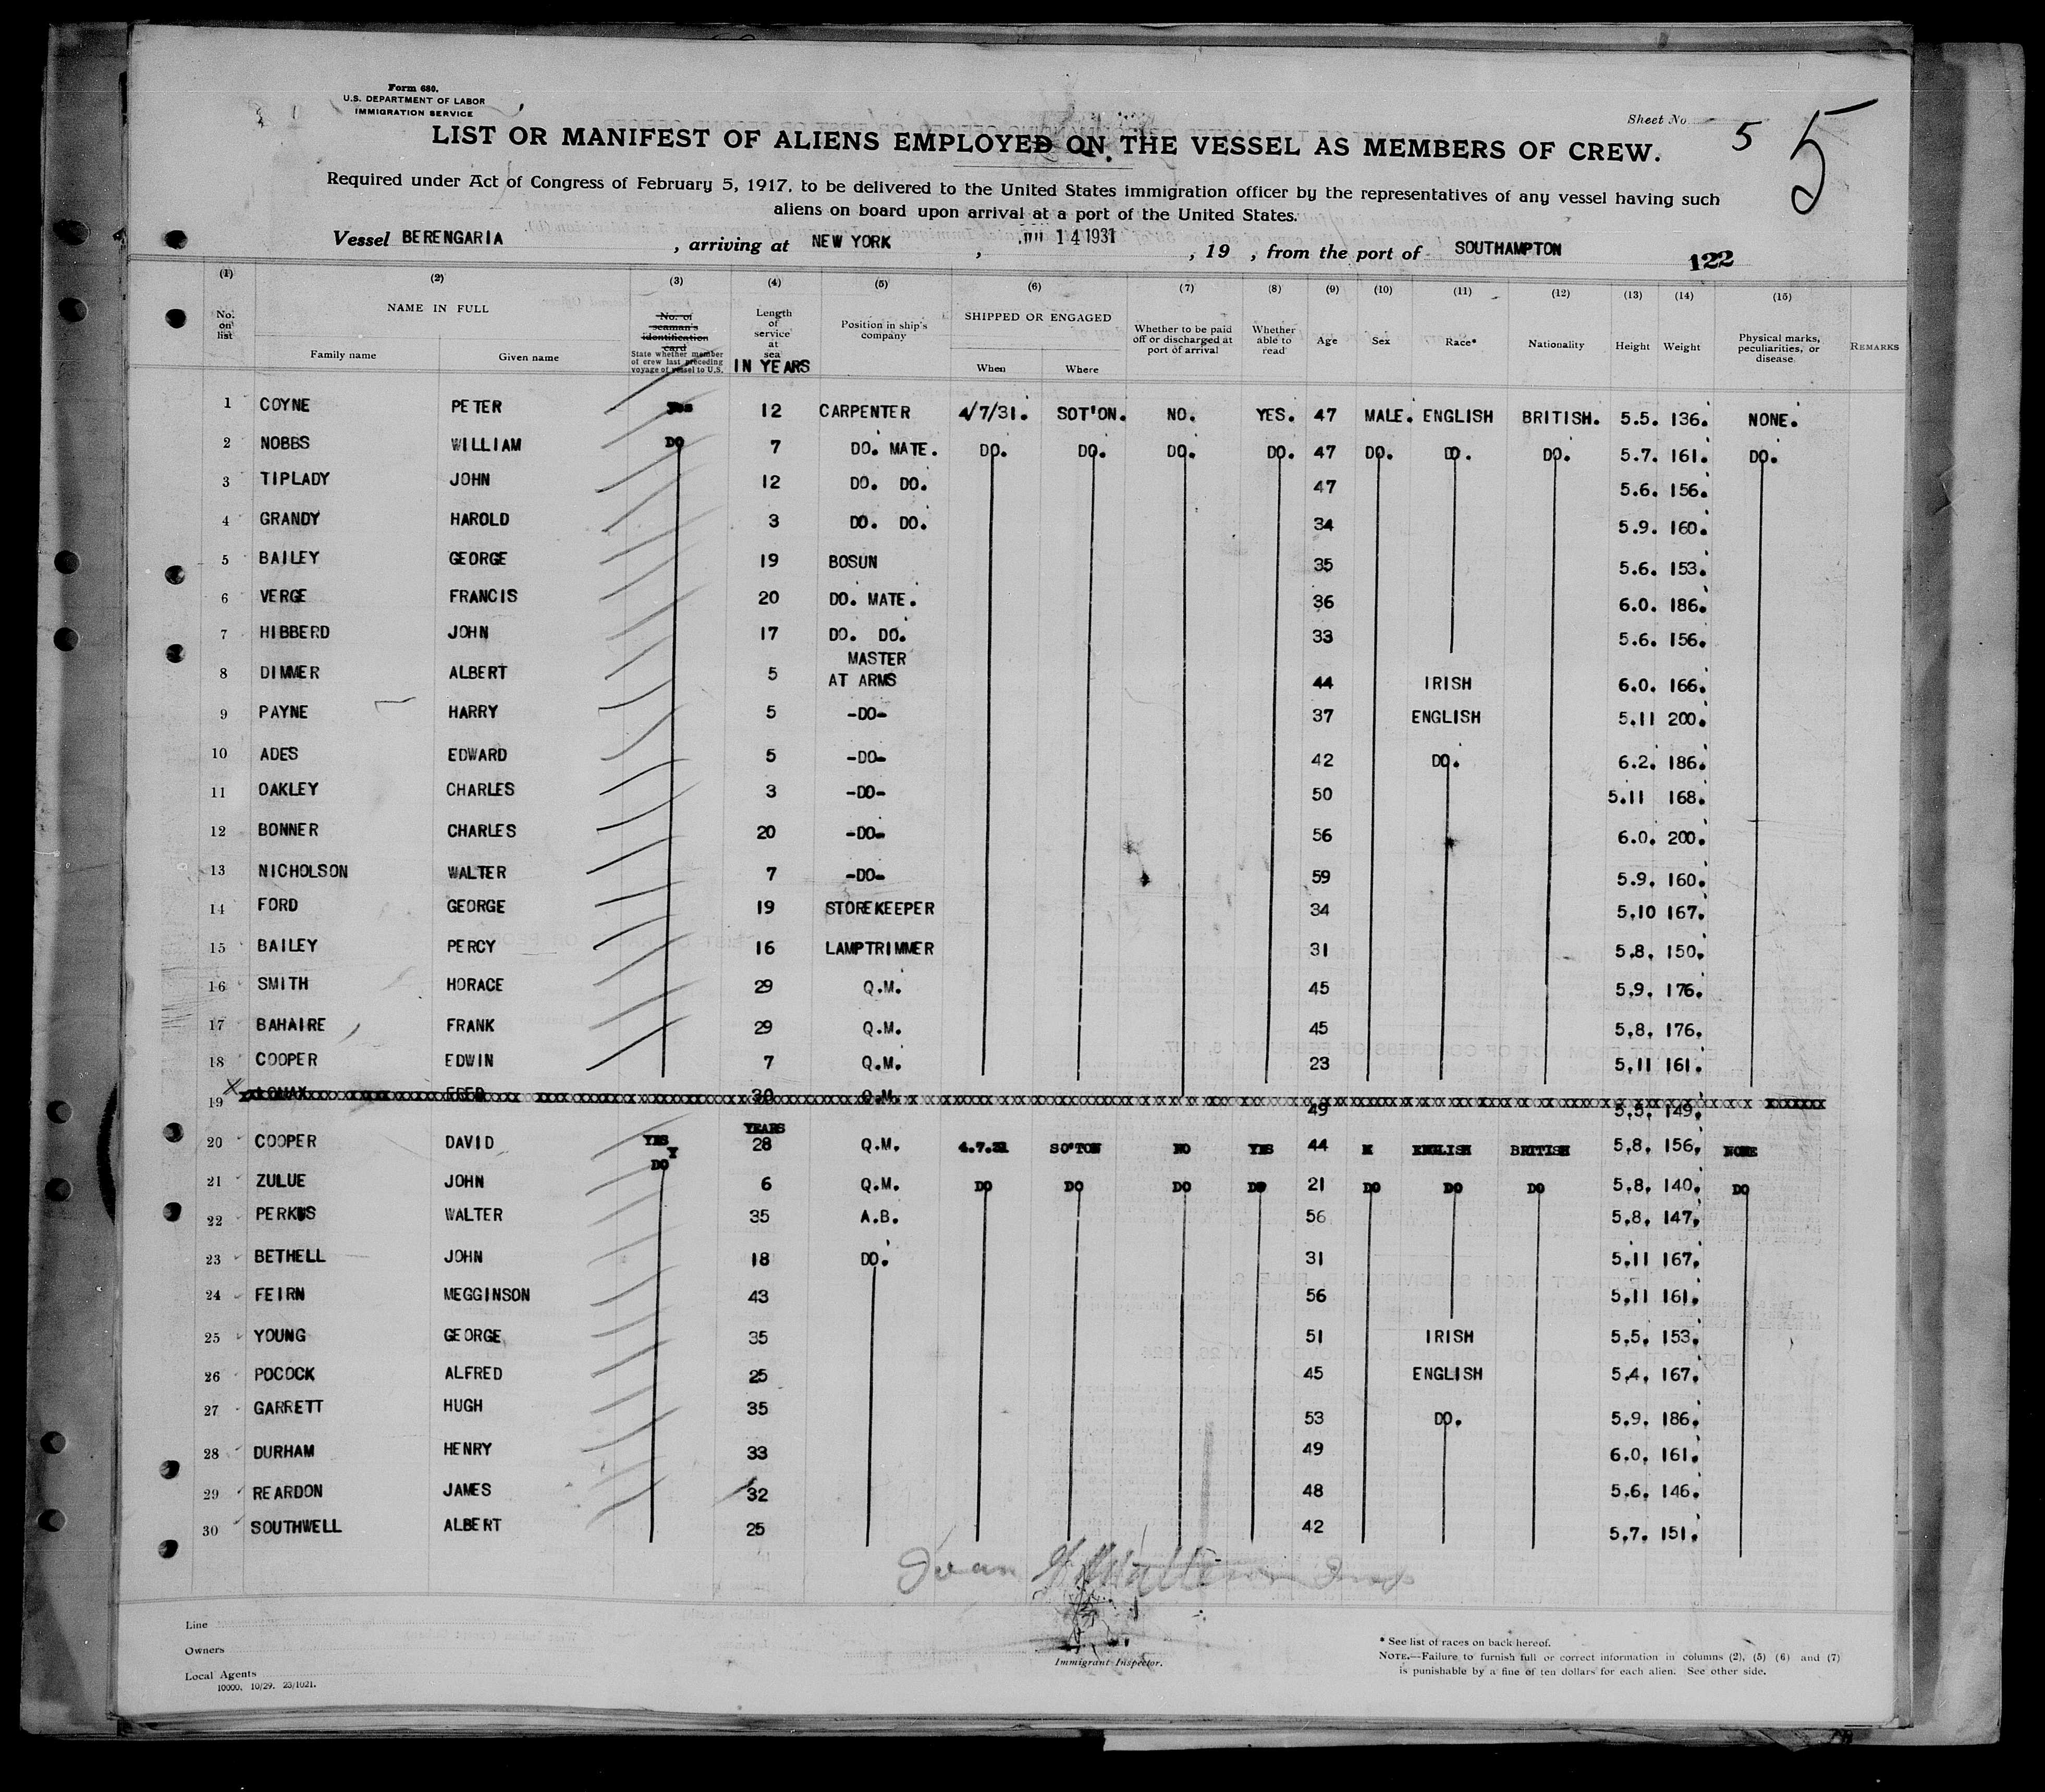 Form 680.
U.S. DEPARTMENT OF LABOR
IMMIGRATION SERVICE
Sheet No. 5 5
LIST OR MANIFEST OF ALIENS EMPLOYED ON THE VESSEL AS MEMBERS OF CREW.
Required under Act of Congress of February 5, 1917, to be delivered to the United States immigration officer by the representatives of any vessel having such
aliens on board upon arrival at a port of the United States.
Vessel BERENGARIA, arriving at NEW YORK, 14 1931, 19 , from the port of SOUTHAMPTON
122
(1) (2) (3) (4) (5) (6) (7) (8) (9) (10) (11) (12) (13) (14) (15)
No. on list
NAME IN FULL
Family name Given name
No. of seaman's identification card
State whether member of crew last preceding voyage of vessel to U.S.
Length of service at sea
IN YEARS
Position in ship's company
SHIPPED OR ENGAGED
When Where
Whether to be paid off or discharged at port of arrival
Whether able to read
Age Sex Race* Nationality Height Weight
Physical marks, peculiarities, or disease
REMARKS
1 COYNE PETER Yes 12 CARPENTER 4/7/31. SOT'ON. NO. YES. 47 MALE. ENGLISH BRITISH. 5.5. 136. NONE.
2 NOBBS WILLIAM DO 7 DO. MATE. DO. DO. DO. DO. 47 DO. DO. DO. 5.7. 161. DO.
3 TIPLADY JOHN 12 DO. DO. 47 5.6. 156.
4 GRANDY HAROLD 3 DO. DO. 34 5.9. 160.
5 BAILEY GEORGE 19 BOSUN 35 5.6. 153.
6 VERGE FRANCIS 20 DO. MATE. 36 6.0. 186.
7 HIBBERD JOHN 17 DO. DO. 33 5.6. 156.
8 DIMMER ALBERT 5 MASTER AT ARMS 44 IRISH 6.0. 166.
9 PAYNE HARRY 5 -DO- 37 ENGLISH 5.11 200.
10 ADES EDWARD 5 -DO- 42 DO. 6.2. 186.
11 OAKLEY CHARLES 3 -DO- 50 5.11 168.
12 BONNER CHARLES 20 -DO- 56 6.0. 200.
13 NICHOLSON WALTER 7 -DO- 59 5.9. 160.
14 FORD GEORGE 19 STOREKEEPER 34 5.10 167.
15 BAILEY PERCY 16 LAMPTRIMMER 31 5.8. 150.
16 SMITH HORACE 29 Q.M. 45 5.9. 176.
17 BAHAIRE FRANK 29 Q.M. 45 5.8. 176.
18 COOPER EDWIN 7 Q.M. 23 5.11 161.
19 LOMAX FRED 30 Q.M. 49 5.5. 149.
20 COOPER DAVID YES YEARS 28 Q.M. 4.7.31 SO'TON NO YES 44 M ENGLISH BRITISH 5.8. 156. NONE
21 ZULUE JOHN DO 6 Q.M. DO DO DO DO 21 DO DO DO 5.8. 140. DO
22 PERKUS WALTER 35 A.B. 56 5.8. 147.
23 BETHELL JOHN 18 DO. 31 5.11 167.
24 FEIRN MEGGINSON 43 56 5.11 161.
25 YOUNG GEORGE 35 51 IRISH 5.5. 153.
26 POCOCK ALFRED 25 45 ENGLISH 5.4. 167.
27 GARRETT HUGH 35 53 DO. 5.9. 186.
28 DURHAM HENRY 33 49 6.0. 161.
29 REARDON JAMES 32 48 5.6. 146.
30 SOUTHWELL ALBERT 25 42 5.7. 151.
Line
Owners
Local Agents
10000. 10/29. 23/1021.
Immigrant Inspector.
* See list of races on back hereof.
NOTE.—Failure to furnish full or correct information in columns (2), (5) (6) and (7)
is punishable by a fine of ten dollars for each alien. See other side.